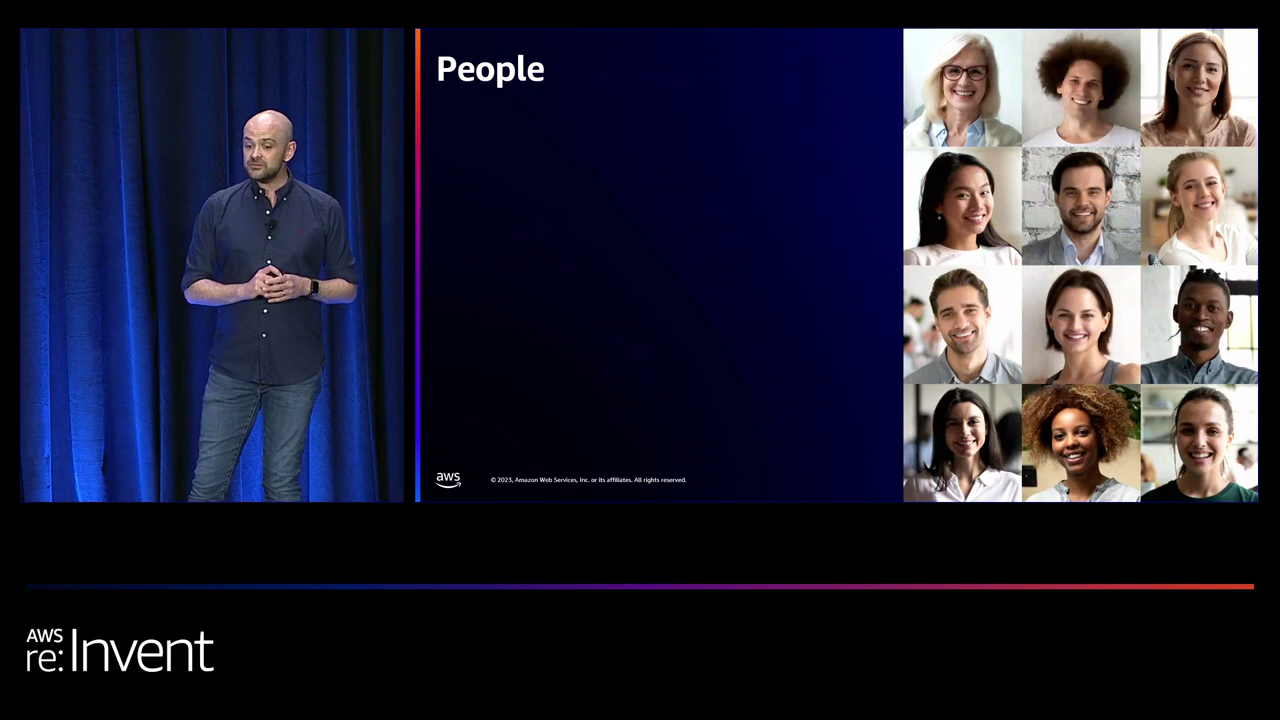 People
aws
© 2023, Amazon Web Services, Inc. or its affiliates. All rights reserved.
AWS
re:Invent